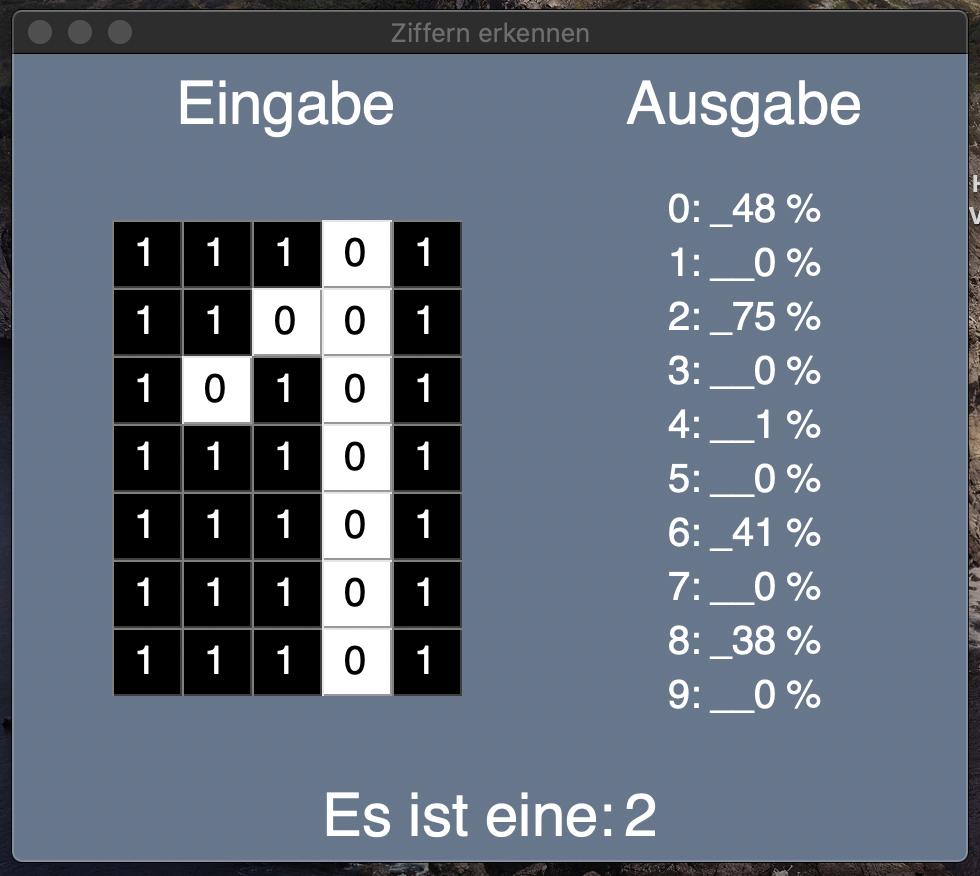 Ziffern erkennen
Eingabe
Ausgabe
1 1 1 0 1
1 1 0 0 1
1 0 1 0 1
1 1 1 0 1
1 1 1 0 1
1 1 1 0 1
1 1 1 0 1
0: _48 %
1: __0 %
2: _75 %
3: __0 %
4: __1 %
5: __0 %
6: _41 %
7: __0 %
8: _38 %
9: __0 %
Es ist eine: 2